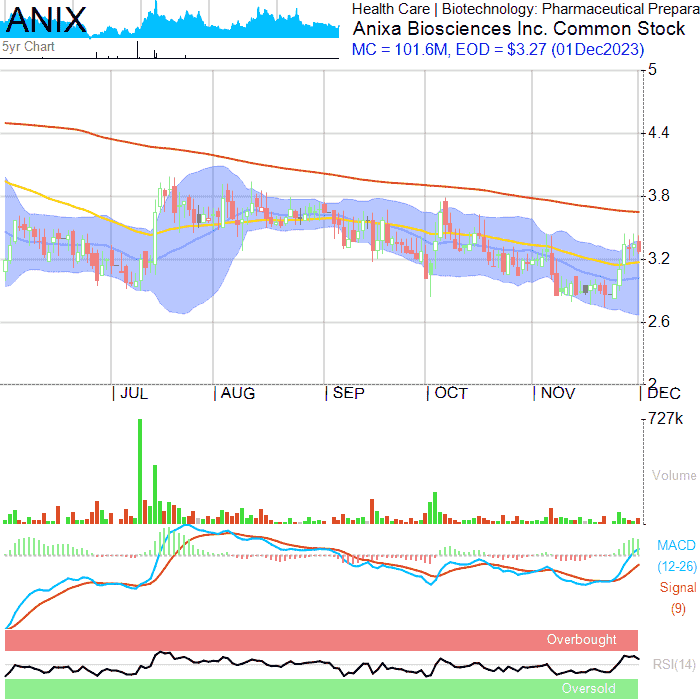 ANIX
Health Care | Biotechnology: Pharmaceutical Prepara
Anixa Biosciences Inc. Common Stock
MC = 101.6M, EOD = $3.27 (01Dec2023)
5yr Chart
5
4.4
3.8
3.2
2.6
2
JUL AUG SEP OCT NOV DEC
727k
Volume
MACD
(12-26)
Signal
(9)
Overbought
RSI(14)
Oversold